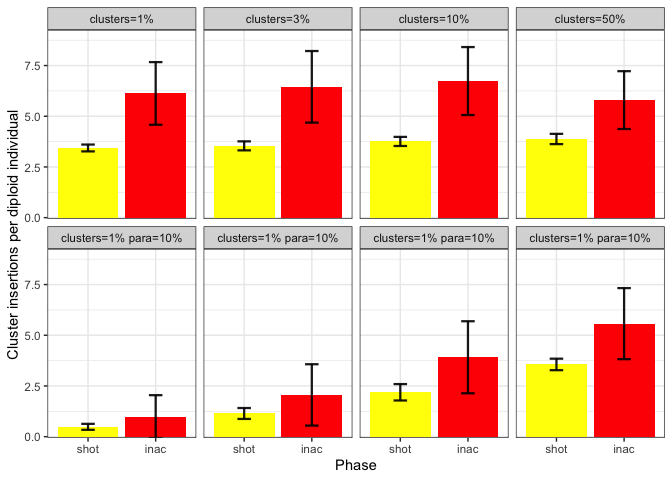 clusters=1%
clusters=3%
clusters=10%
clusters=50%
7.5
5.0
2.5
0.0
clusters=1% para=10%
clusters=1% para=10%
clusters=1% para=10%
clusters=1% para=10%
7.5
5.0
2.5
0.0
shot inac
shot inac
shot inac
shot inac
Phase
Cluster insertions per diploid individual